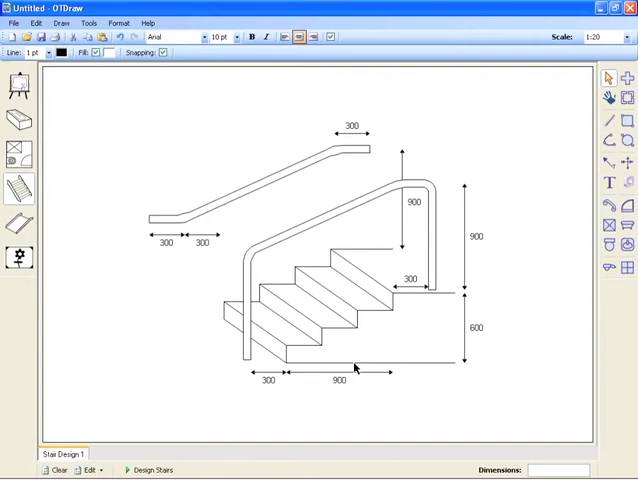 Untitled - OTDraw
File Edit Draw Tools Format Help
Arial 10 pt B I Scale: 1:20
Line: 1 pt Fill: Snapping:
300
900
300 300
900
300
600
300 900
Stair Design 1
Clear Edit Design Stairs Dimensions: